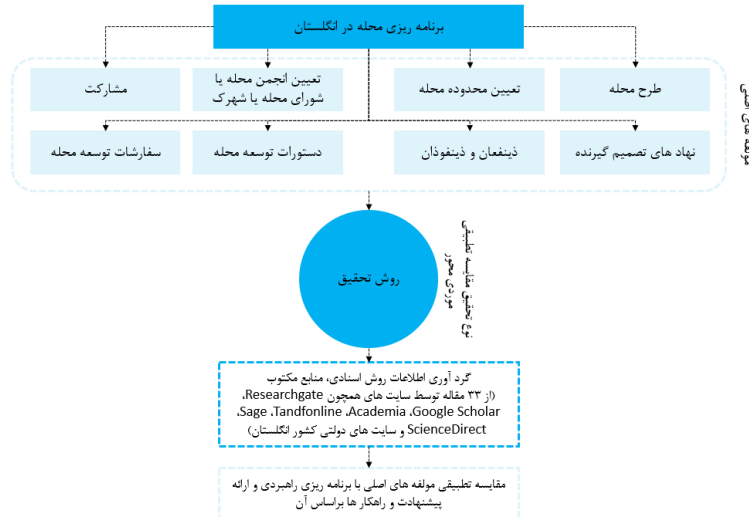 برنامه ریزی محله در انگلستان
طرح محله
تعیین محدوده محله
تعیین انجمن محله یا
شورای محله یا شهرک
مشارکت
نهاد های تصمیم گیرنده
ذینفعان و ذینفوذان
دستورات توسعه محله
سفارشات توسعه محله
مولفه های اصلی
روش تحقیق
نوع تحقیق مقایسه تطبیقی
موردی محور
گرد آوری اطلاعات روش اسنادی، منابع مکتوب
(از ۳۳ مقاله توسط سایت های همچون Researchgate،
Google Scholar، Academia، Tandfonline، Sage،
ScienceDirect و سایت های دولتی کشور انگلستان)
مقایسه تطبیقی مولفه های اصلی با برنامه ریزی راهبردی و ارائه
پیشنهادت و راهکار ها براساس آن